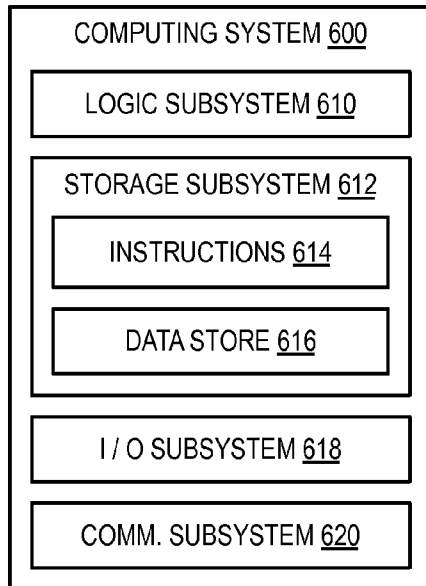 COMPUTING SYSTEM 600
LOGIC SUBSYSTEM 610
STORAGE SUBSYSTEM 612
INSTRUCTIONS 614
DATA STORE 616
I / O SUBSYSTEM 618
COMM. SUBSYSTEM 620